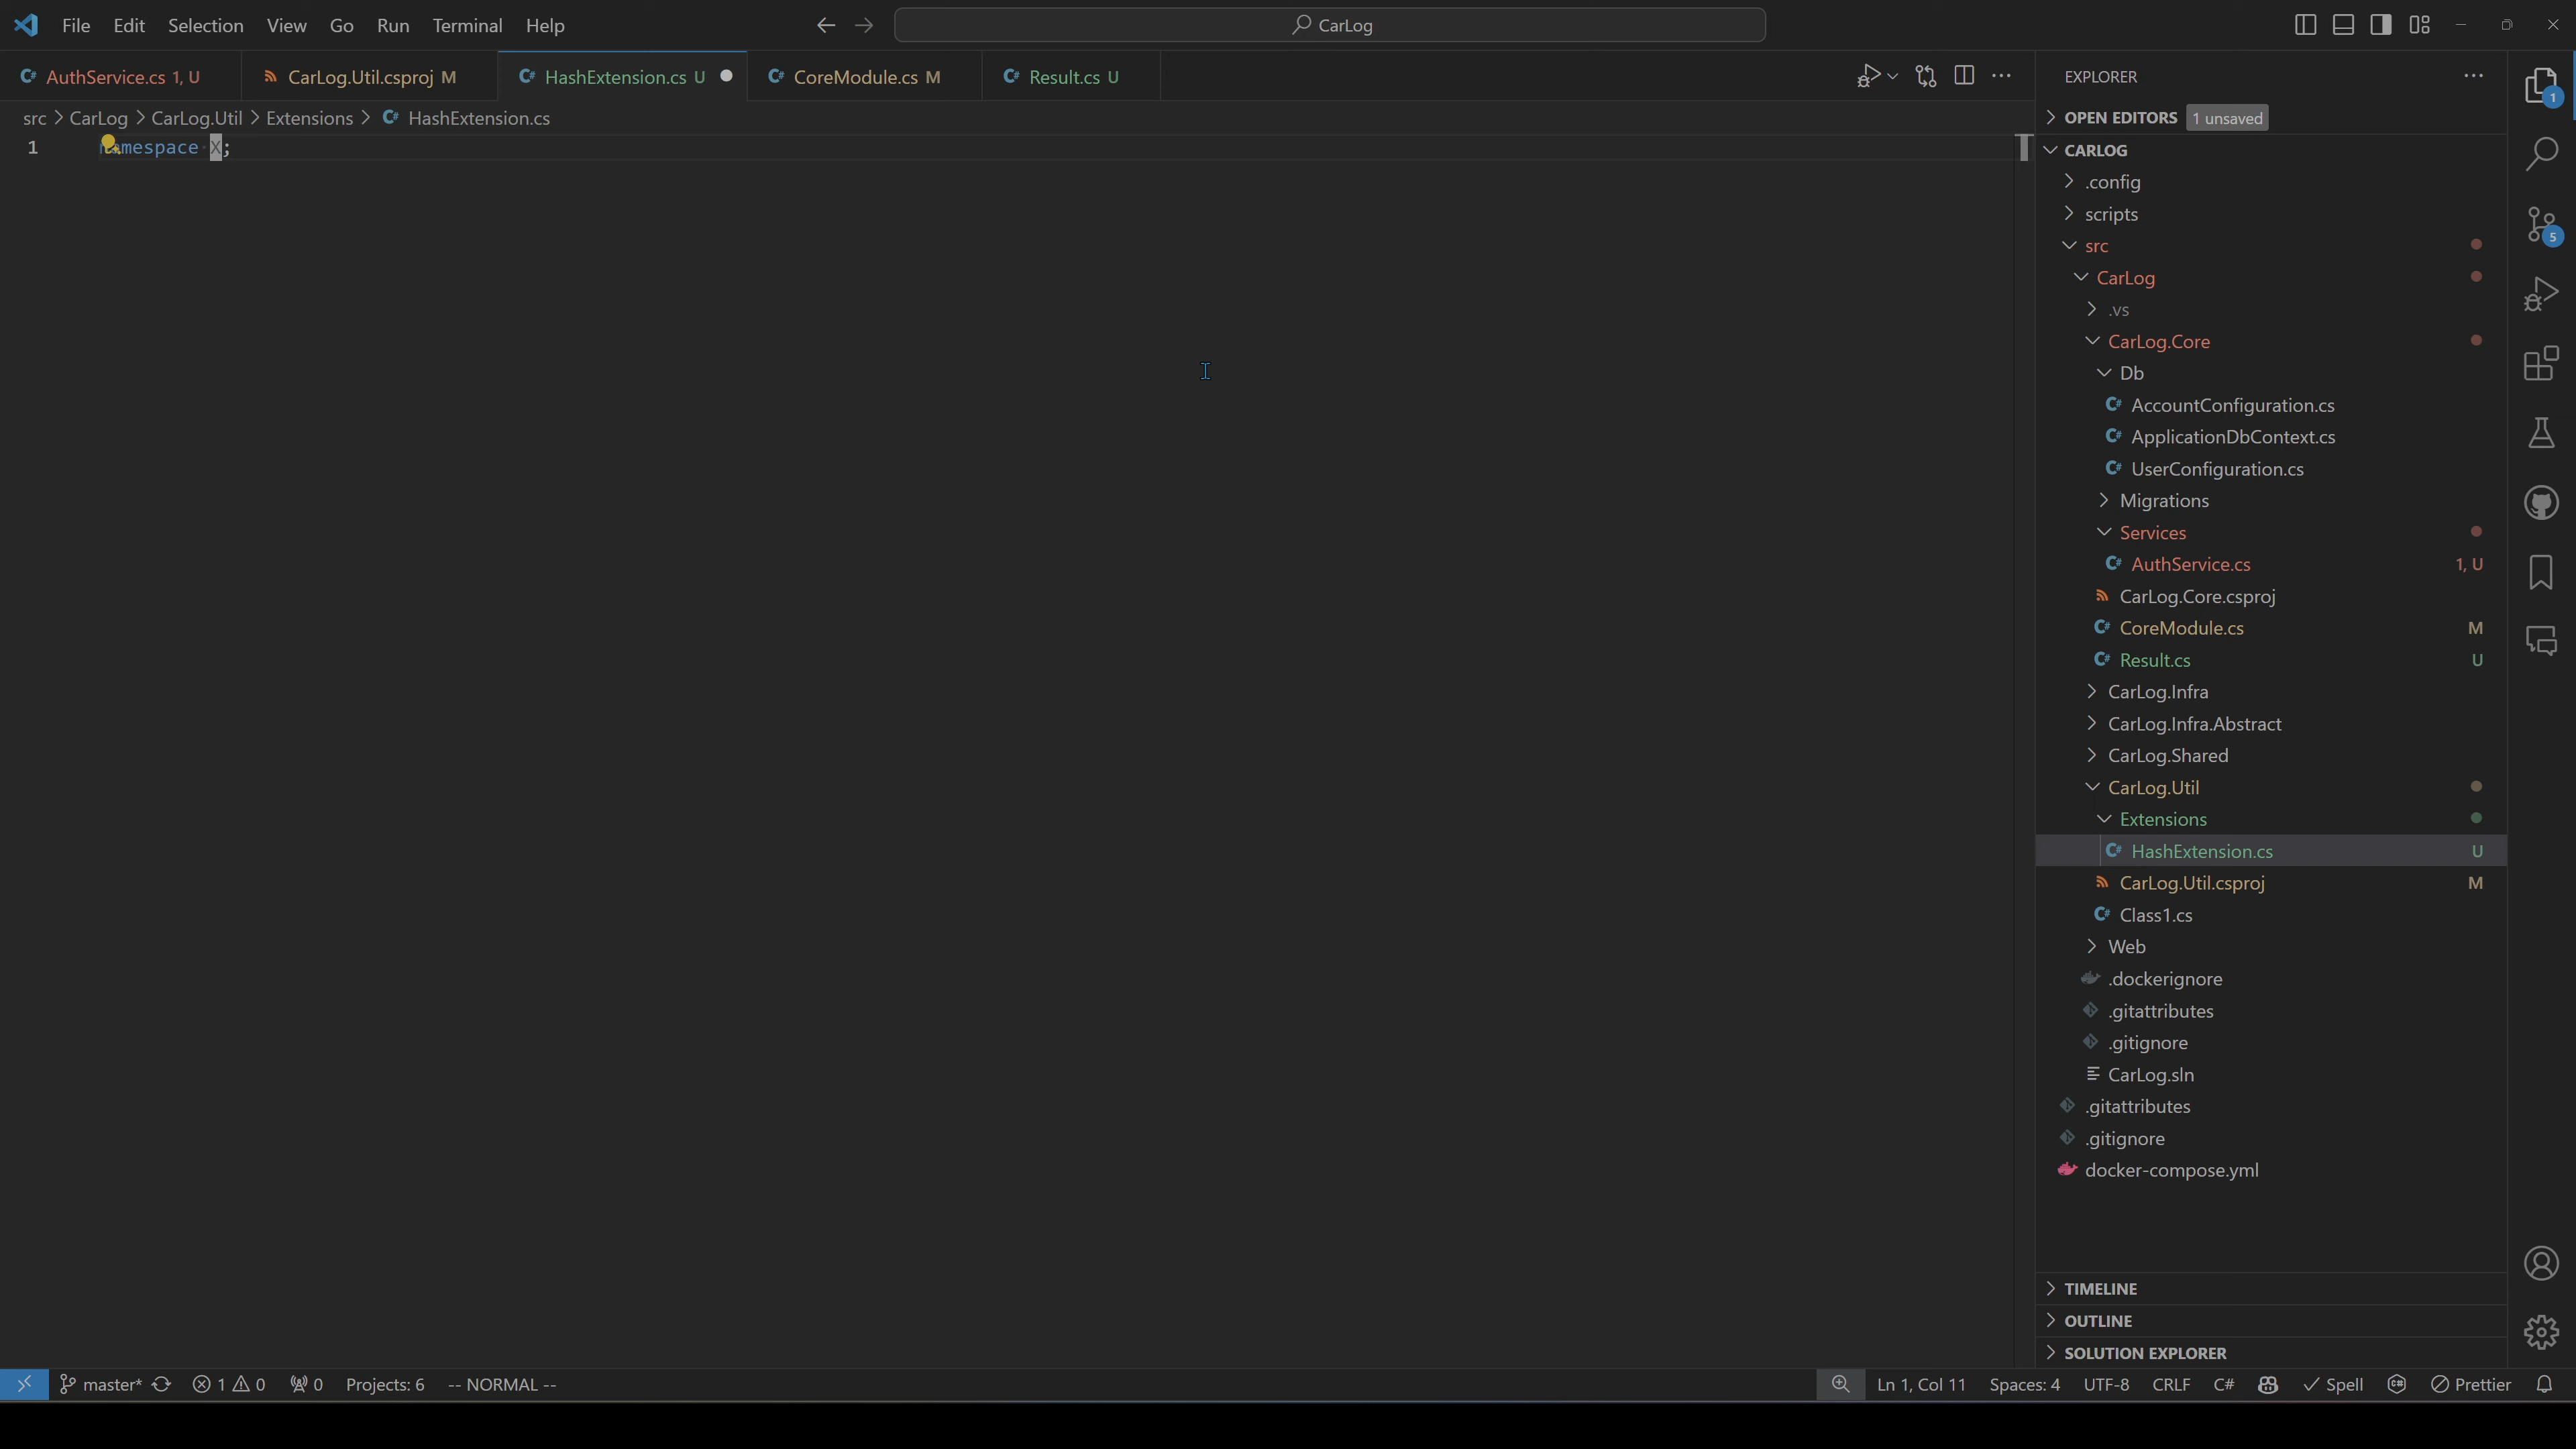 File Edit Selection View Go Run Terminal Help
CarLog
AuthService.cs 1, U
CarLog.Util.csproj M
HashExtension.cs U
CoreModule.cs M
Result.cs U
src > CarLog > CarLog.Util > Extensions > HashExtension.cs
1 namespace X;
EXPLORER
OPEN EDITORS 1 unsaved
CARLOG
.config
scripts
src
CarLog
.vs
CarLog.Core
Db
AccountConfiguration.cs
ApplicationDbContext.cs
UserConfiguration.cs
Migrations
Services
AuthService.cs 1, U
CarLog.Core.csproj
CoreModule.cs M
Result.cs U
CarLog.Infra
CarLog.Infra.Abstract
CarLog.Shared
CarLog.Util
Extensions
HashExtension.cs U
CarLog.Util.csproj M
Class1.cs
Web
.dockerignore
.gitattributes
.gitignore
CarLog.sln
.gitattributes
.gitignore
docker-compose.yml
TIMELINE
OUTLINE
SOLUTION EXPLORER
1
5
master* 1 0 0 Projects: 6 -- NORMAL --
Ln 1, Col 11 Spaces: 4 UTF-8 CRLF C# Spell Prettier